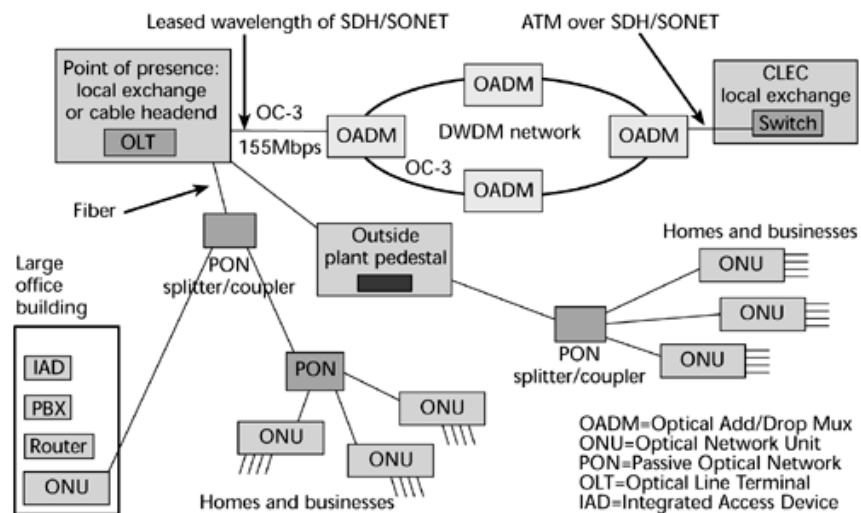 Leased wavelength of SDH/SONET
ATM over SDH/SONET
Point of presence:
local exchange
or cable headend
OLT
OC-3
155Mbps
OADM
OADM
DWDM network
OC-3
OADM
OADM
CLEC
local exchange
Switch
Fiber
PON
splitter/coupler
Outside
plant pedestal
Homes and businesses
ONU
ONU
ONU
PON
splitter/coupler
Large
office
building
IAD
PBX
Router
ONU
PON
ONU
ONU
ONU
Homes and businesses
OADM=Optical Add/Drop Mux
ONU=Optical Network Unit
PON=Passive Optical Network
OLT=Optical Line Terminal
IAD=Integrated Access Device